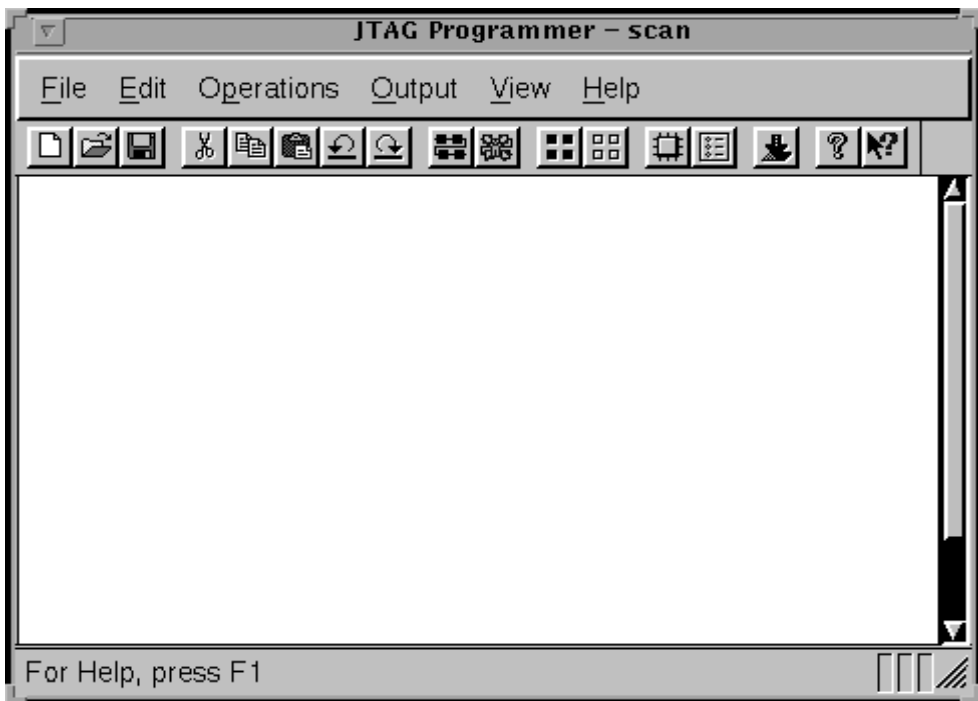 JTAG Programmer – scan
File Edit Operations Output View Help
For Help, press F1